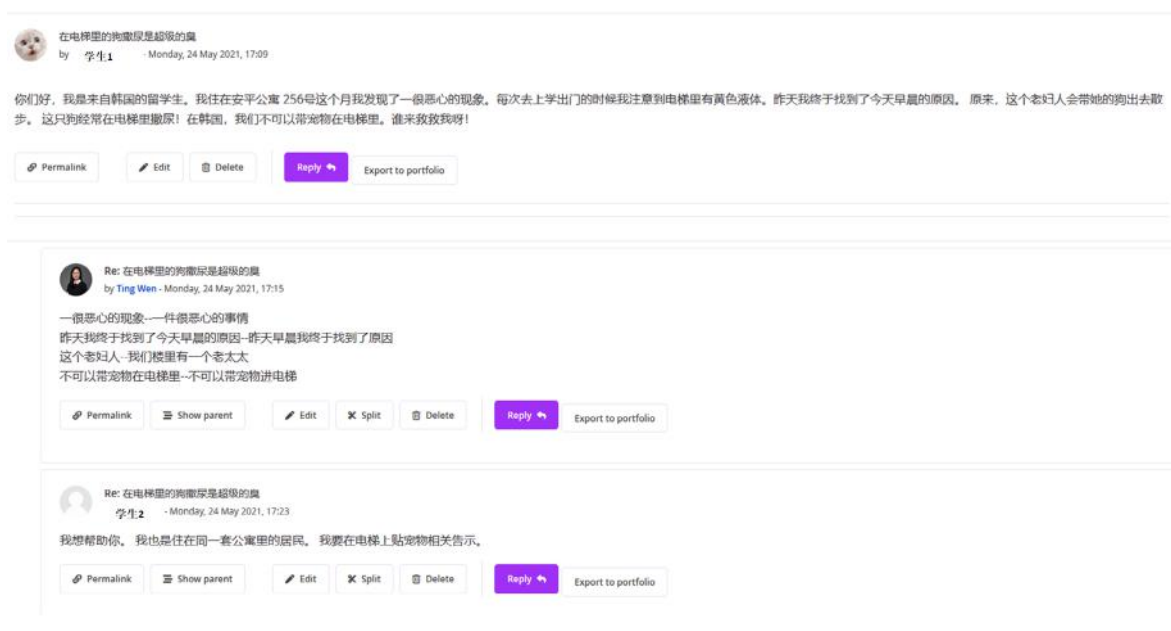 在电梯里的狗撒尿是超级的臭
by 学生1 - Monday, 24 May 2021, 17:09
你们好，我是来自韩国的留学生。我住在安平公寓 256号这个月我发现了一很恶心的现象。每次去上学出门的时候我注意到电梯里有黄色液体。昨天我终于找到了今天早晨的原因。 原来，这个老妇人会带她的狗出去散
步。 这只狗经常在电梯里撒尿！在韩国，我们不可以带宠物在电梯里。谁来救救我呀！
Permalink Edit Delete Reply Export to portfolio
Re: 在电梯里的狗撒尿是超级的臭
by Ting Wen - Monday, 24 May 2021, 17:15
一很恶心的现象--一件很恶心的事情
昨天我终于找到了今天早晨的原因--昨天早晨我终于找到了原因
这个老妇人--我们楼里有一个老太太
不可以带宠物在电梯里--不可以带宠物进电梯
Permalink Show parent Edit Split Delete Reply Export to portfolio
Re: 在电梯里的狗撒尿是超级的臭
学生2 - Monday, 24 May 2021, 17:23
我想帮助你。 我也是住在同一套公寓里的居民。 我要在电梯上贴宠物相关告示。
Permalink Show parent Edit Split Delete Reply Export to portfolio